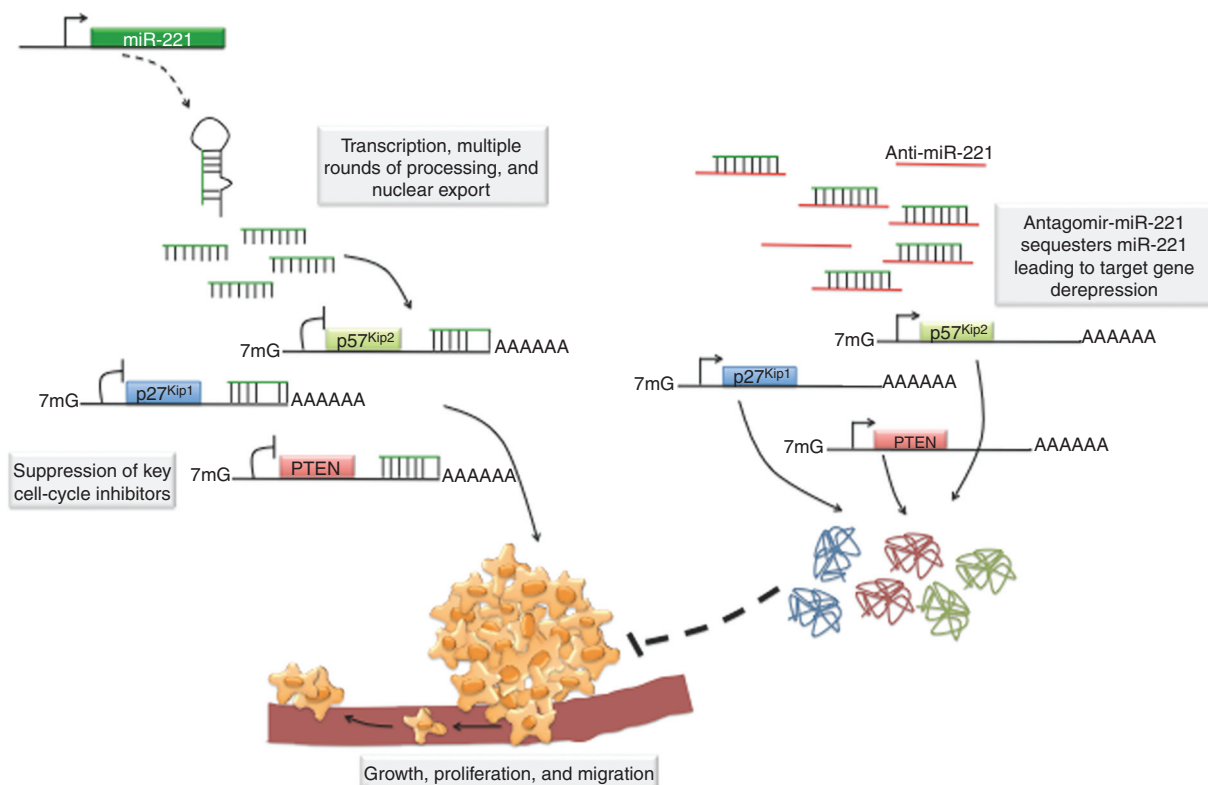 miR-221
Transcription, multiple
rounds of processing, and
nuclear export
7mG p57Kip2 AAAAAA
7mG p27Kip1 AAAAAA
7mG PTEN AAAAAA
Suppression of key
cell-cycle inhibitors
Anti-miR-221
Antagomir-miR-221
sequesters miR-221
leading to target gene
derepression
7mG p57Kip2 AAAAAA
7mG p27Kip1 AAAAAA
7mG PTEN AAAAAA
Growth, proliferation, and migration